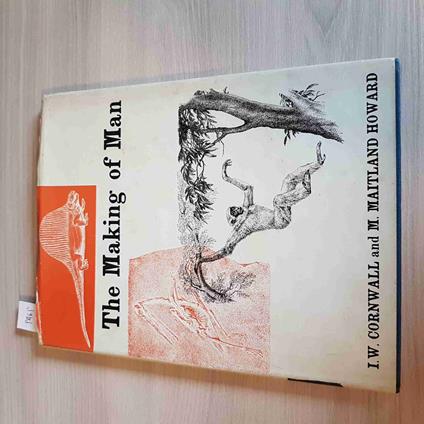 The Making of Man
I.W. CORNWALL and M. MAITLAND HOWARD